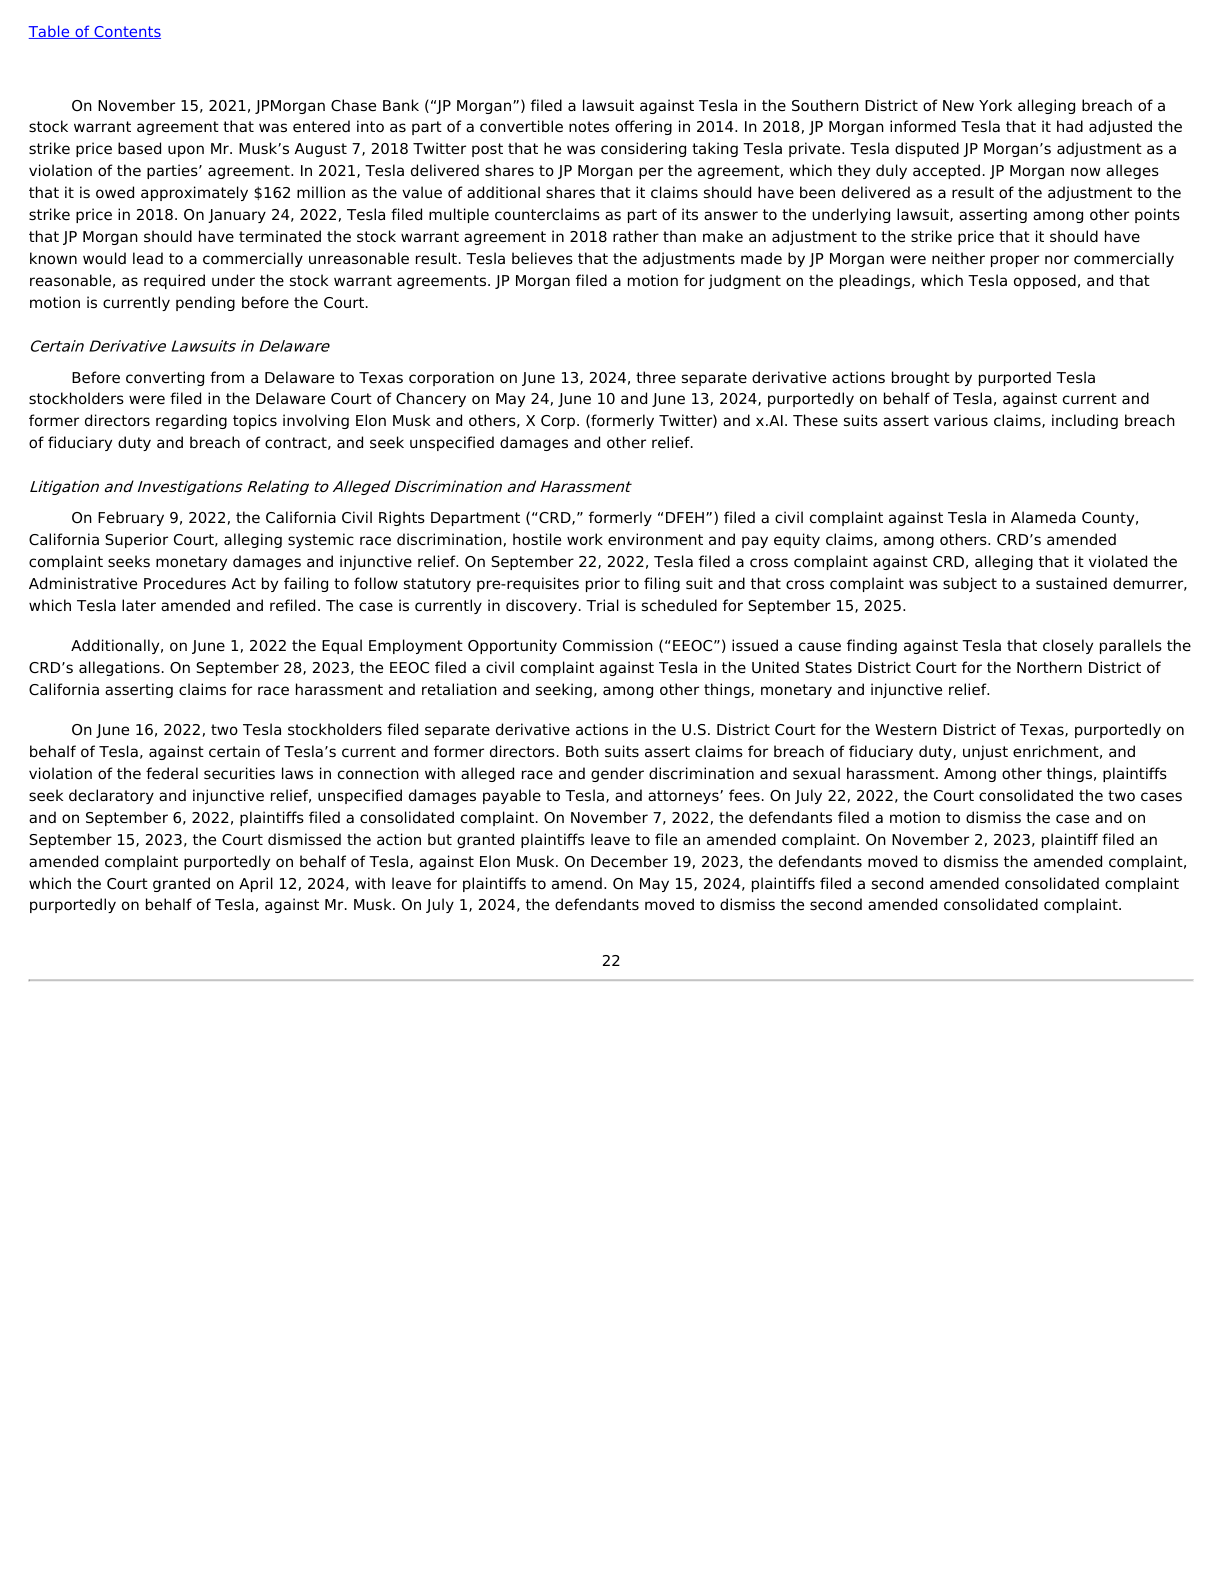 Table of Contents
On November 15, 2021, JPMorgan Chase Bank (“JP Morgan”) filed a lawsuit against Tesla in the Southern District of New York alleging breach of a
stock warrant agreement that was entered into as part of a convertible notes offering in 2014. In 2018, JP Morgan informed Tesla that it had adjusted the
strike price based upon Mr. Musk’s August 7, 2018 Twitter post that he was considering taking Tesla private. Tesla disputed JP Morgan’s adjustment as a
violation of the parties’ agreement. In 2021, Tesla delivered shares to JP Morgan per the agreement, which they duly accepted. JP Morgan now alleges
that it is owed approximately $162 million as the value of additional shares that it claims should have been delivered as a result of the adjustment to the
strike price in 2018. On January 24, 2022, Tesla filed multiple counterclaims as part of its answer to the underlying lawsuit, asserting among other points
that JP Morgan should have terminated the stock warrant agreement in 2018 rather than make an adjustment to the strike price that it should have
known would lead to a commercially unreasonable result. Tesla believes that the adjustments made by JP Morgan were neither proper nor commercially
reasonable, as required under the stock warrant agreements. JP Morgan filed a motion for judgment on the pleadings, which Tesla opposed, and that
motion is currently pending before the Court.
Certain Derivative Lawsuits in Delaware
Before converting from a Delaware to Texas corporation on June 13, 2024, three separate derivative actions brought by purported Tesla
stockholders were filed in the Delaware Court of Chancery on May 24, June 10 and June 13, 2024, purportedly on behalf of Tesla, against current and
former directors regarding topics involving Elon Musk and others, X Corp. (formerly Twitter) and x.AI. These suits assert various claims, including breach
of fiduciary duty and breach of contract, and seek unspecified damages and other relief.
Litigation and Investigations Relating to Alleged Discrimination and Harassment
On February 9, 2022, the California Civil Rights Department (“CRD,” formerly “DFEH”) filed a civil complaint against Tesla in Alameda County,
California Superior Court, alleging systemic race discrimination, hostile work environment and pay equity claims, among others. CRD’s amended
complaint seeks monetary damages and injunctive relief. On September 22, 2022, Tesla filed a cross complaint against CRD, alleging that it violated the
Administrative Procedures Act by failing to follow statutory pre-requisites prior to filing suit and that cross complaint was subject to a sustained demurrer,
which Tesla later amended and refiled. The case is currently in discovery. Trial is scheduled for September 15, 2025.
Additionally, on June 1, 2022 the Equal Employment Opportunity Commission (“EEOC”) issued a cause finding against Tesla that closely parallels the
CRD’s allegations. On September 28, 2023, the EEOC filed a civil complaint against Tesla in the United States District Court for the Northern District of
California asserting claims for race harassment and retaliation and seeking, among other things, monetary and injunctive relief.
On June 16, 2022, two Tesla stockholders filed separate derivative actions in the U.S. District Court for the Western District of Texas, purportedly on
behalf of Tesla, against certain of Tesla’s current and former directors. Both suits assert claims for breach of fiduciary duty, unjust enrichment, and
violation of the federal securities laws in connection with alleged race and gender discrimination and sexual harassment. Among other things, plaintiffs
seek declaratory and injunctive relief, unspecified damages payable to Tesla, and attorneys’ fees. On July 22, 2022, the Court consolidated the two cases
and on September 6, 2022, plaintiffs filed a consolidated complaint. On November 7, 2022, the defendants filed a motion to dismiss the case and on
September 15, 2023, the Court dismissed the action but granted plaintiffs leave to file an amended complaint. On November 2, 2023, plaintiff filed an
amended complaint purportedly on behalf of Tesla, against Elon Musk. On December 19, 2023, the defendants moved to dismiss the amended complaint,
which the Court granted on April 12, 2024, with leave for plaintiffs to amend. On May 15, 2024, plaintiffs filed a second amended consolidated complaint
purportedly on behalf of Tesla, against Mr. Musk. On July 1, 2024, the defendants moved to dismiss the second amended consolidated complaint.
22